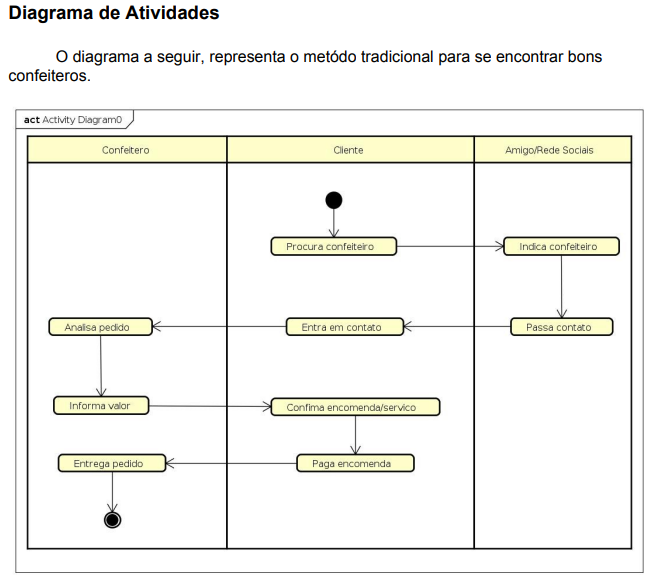 Diagrama de Atividades
O diagrama a seguir, representa o metódo tradicional para se encontrar bons
confeiteros.
act Activity Diagram0
Confeitero
Cliente
Amigo/Rede Sociais
Procura confeiteiro
Indica confeiteiro
Analisa pedido
Entra em contato
Passa contato
Informa valor
Confima encomenda/servico
Entrega pedido
Paga encomenda